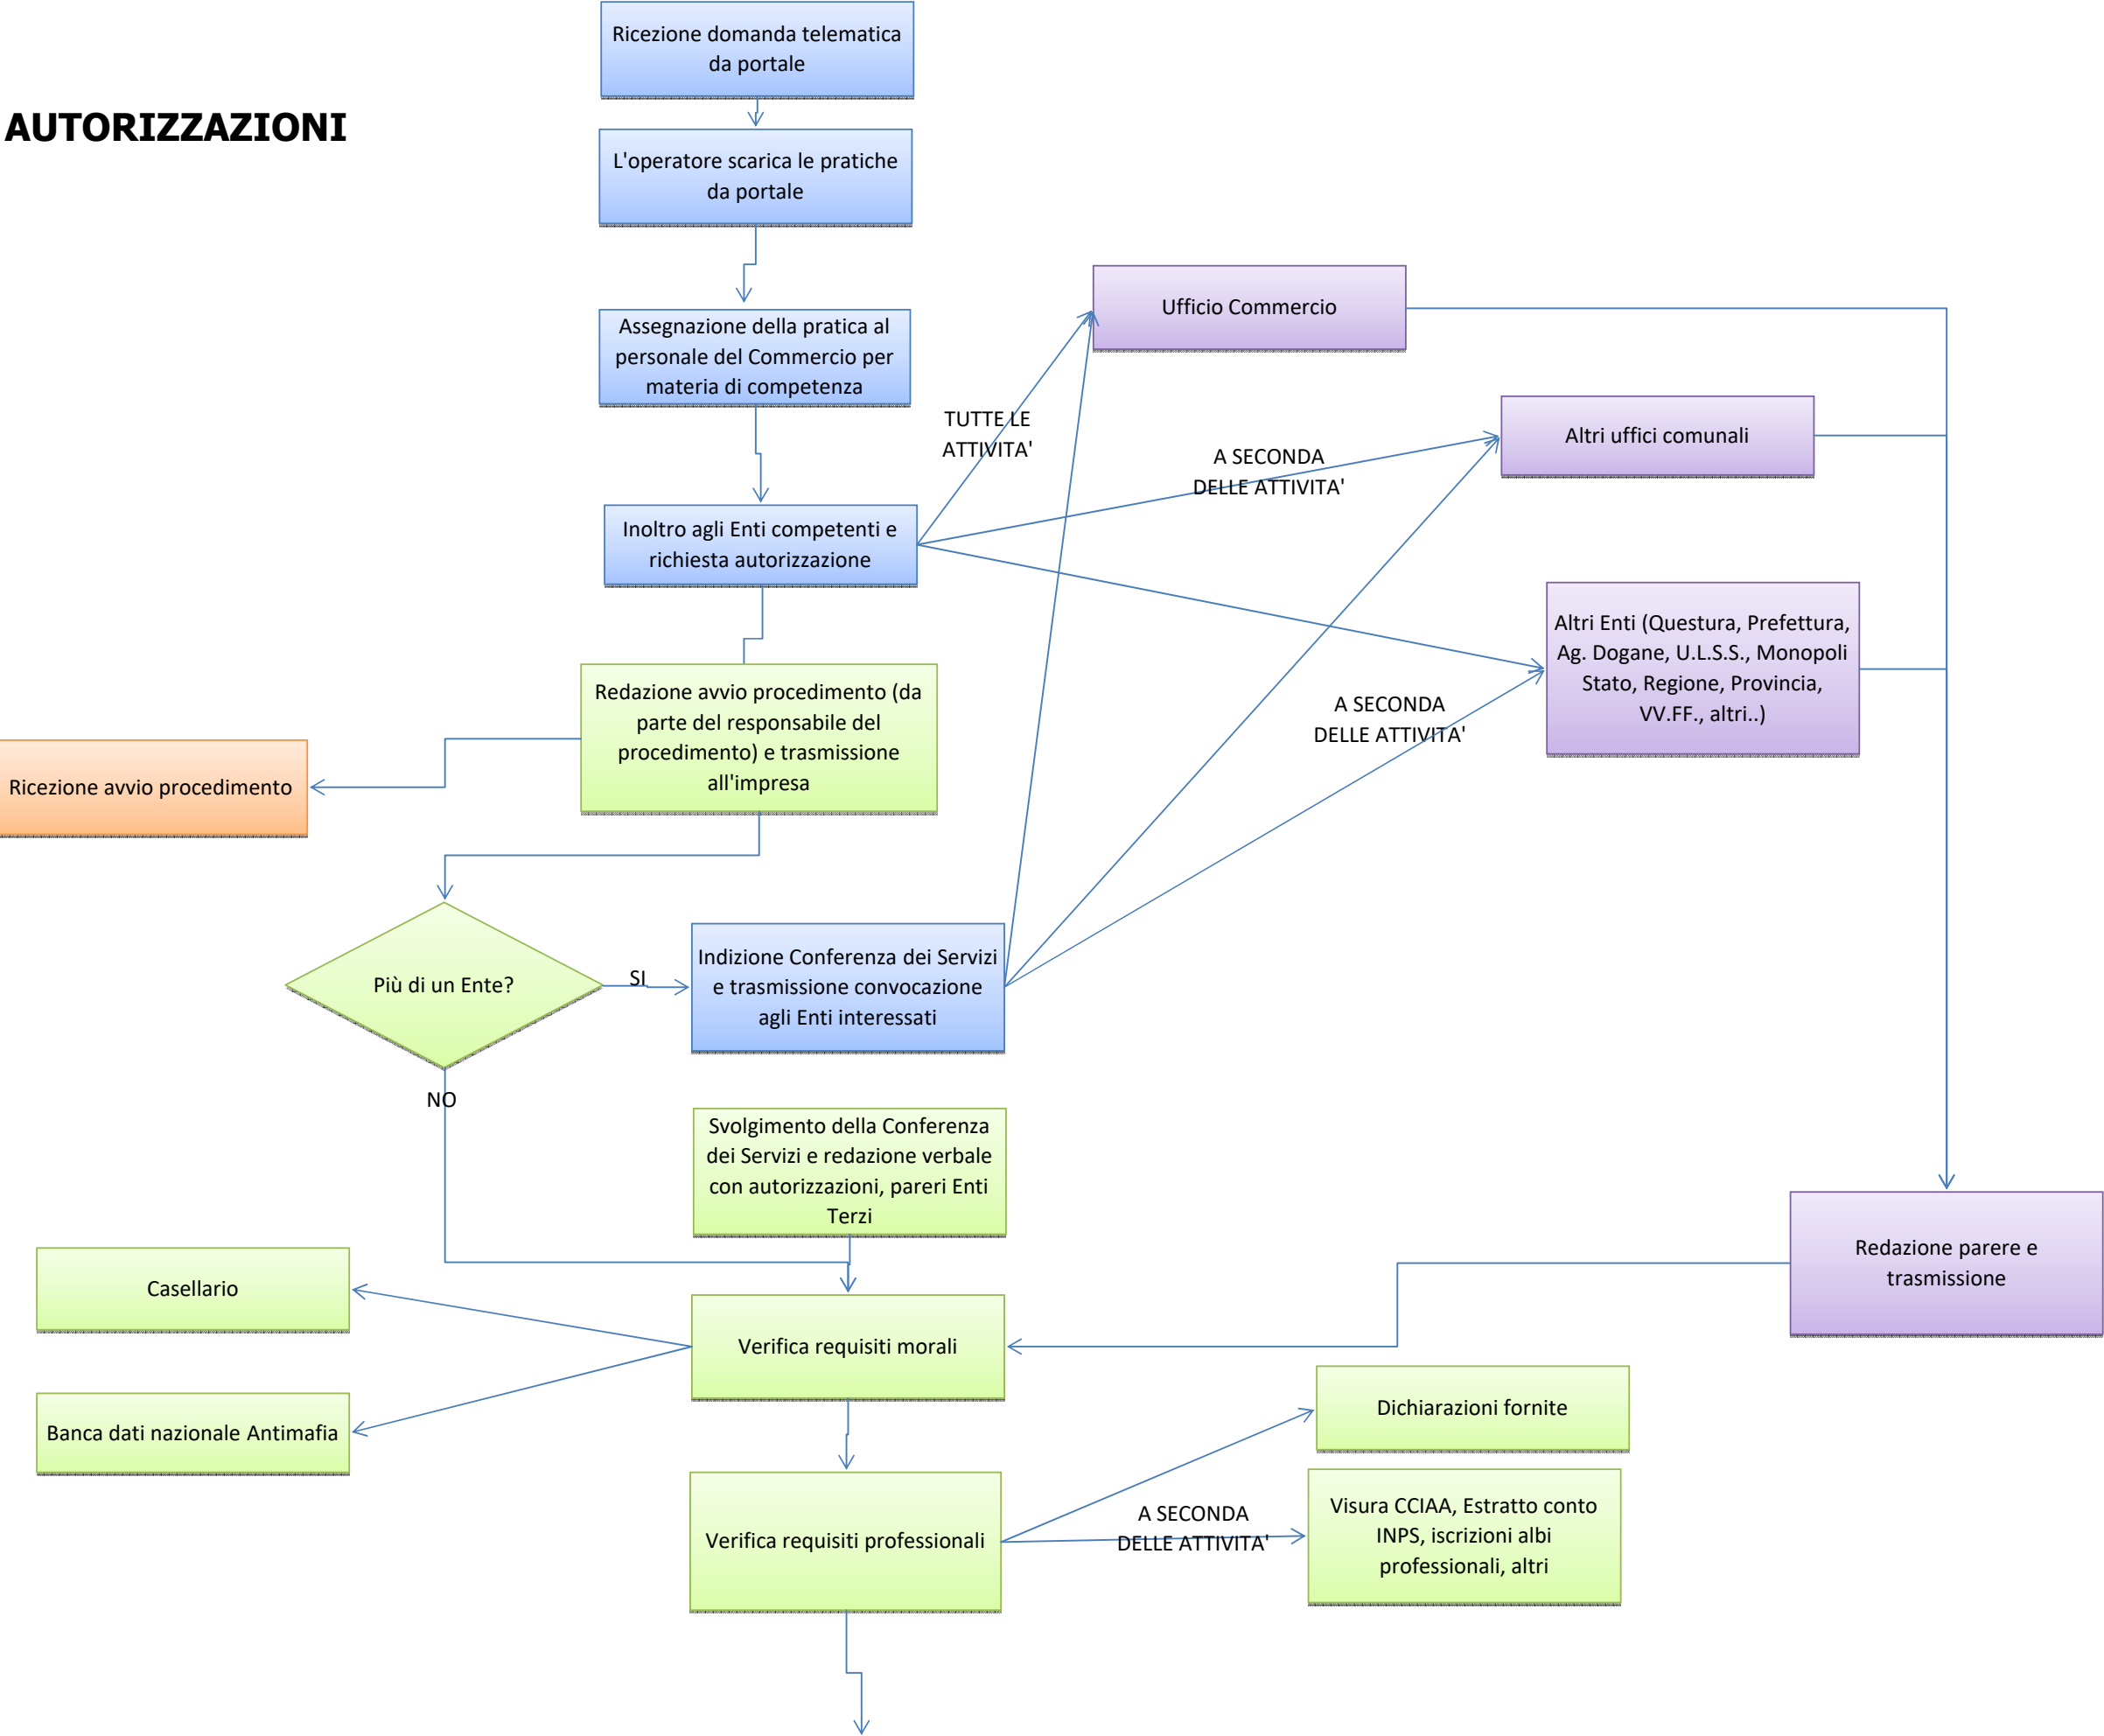 Ricezione domanda telematica
da portale
AUTORIZZAZIONI
L'operatore scarica le pratiche
da portale
Assegnazione della pratica al
personale del Commercio per
materia di competenza
Ufficio Commercio
TUTTE LE
ATTIVITA'
A SECONDA
DELLE ATTIVITA'
Altri uffici comunali
Inoltro agli Enti competenti e
richiesta autorizzazione
Altri Enti (Questura, Prefettura,
Ag. Dogane, U.L.S.S., Monopoli
Stato, Regione, Provincia,
VV.FF., altri..)
A SECONDA
DELLE ATTIVITA'
Redazione avvio procedimento (da
parte del responsabile del
procedimento) e trasmissione
all'impresa
Ricezione avvio procedimento
Più di un Ente?
SI
Indizione Conferenza dei Servizi
e trasmissione convocazione
agli Enti interessati
NO
Svolgimento della Conferenza
dei Servizi e redazione verbale
con autorizzazioni, pareri Enti
Terzi
Redazione parere e
trasmissione
Casellario
Verifica requisiti morali
Banca dati nazionale Antimafia
Dichiarazioni fornite
Verifica requisiti professionali
A SECONDA
DELLE ATTIVITA'
Visura CCIAA, Estratto conto
INPS, iscrizioni albi
professionali, altri